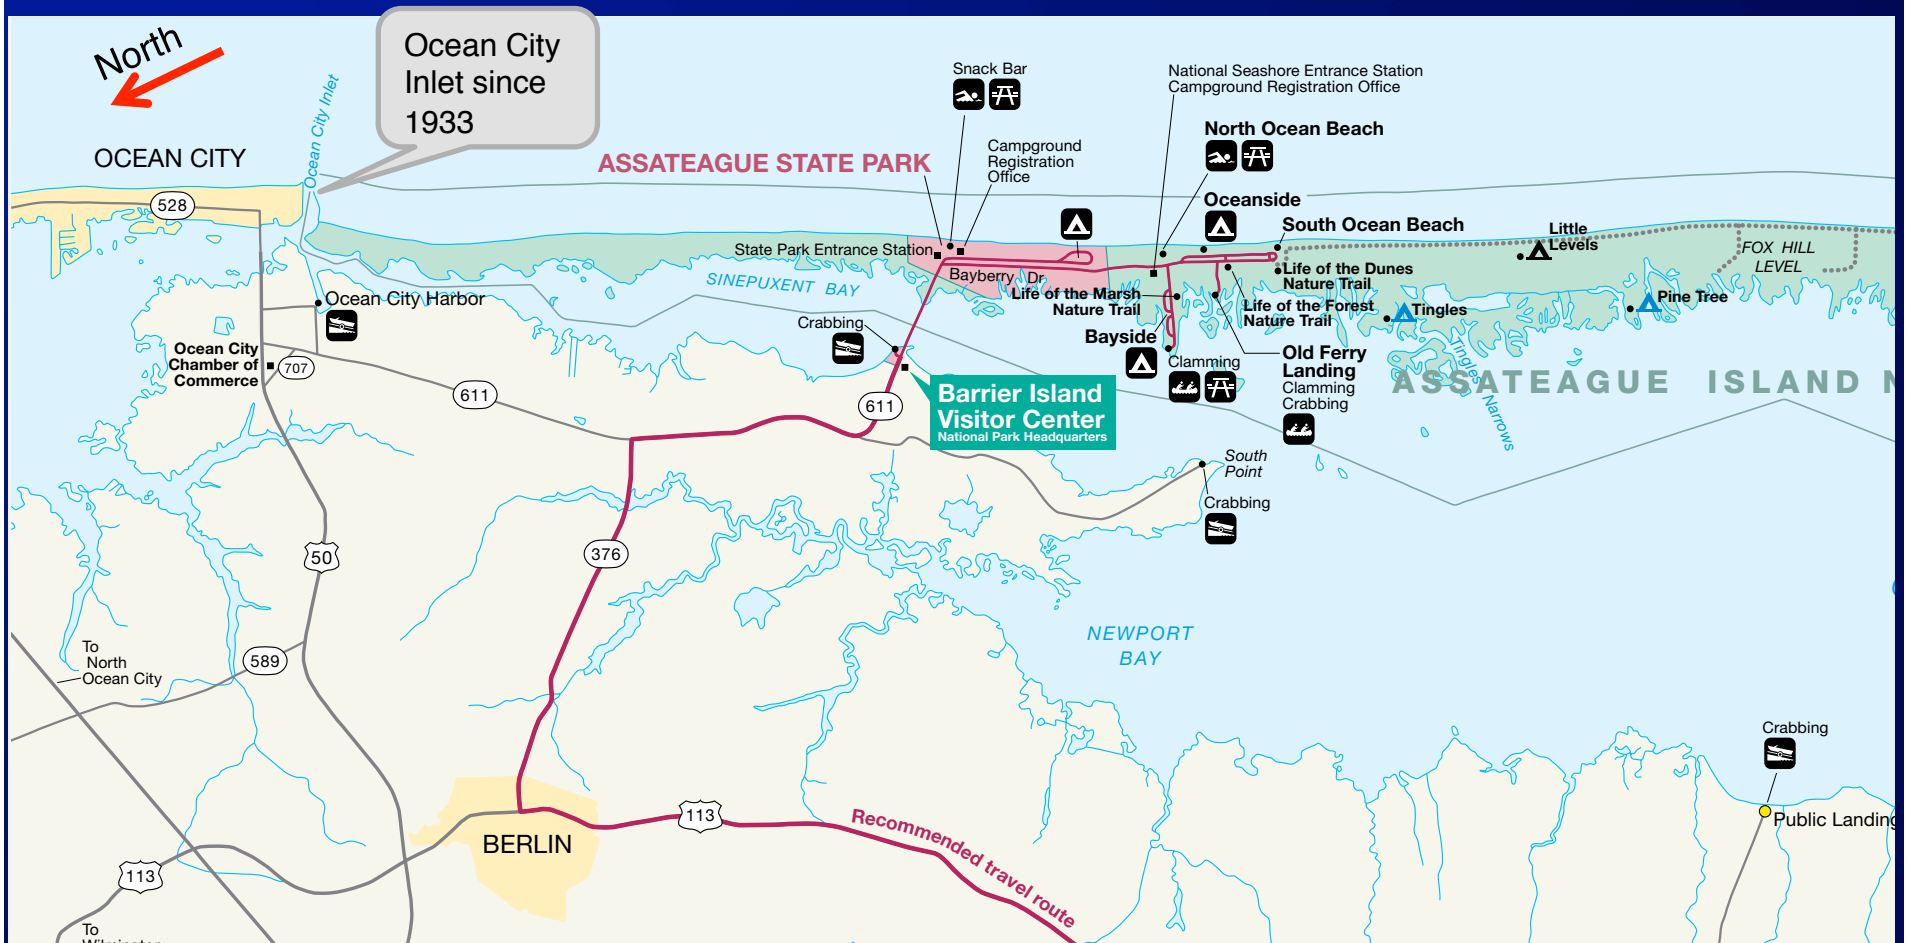 North
Ocean City
Inlet since
1933
OCEAN CITY
Ocean City Inlet
528
ASSATEAGUE STATE PARK
Snack Bar
Campground
Registration
Office
National Seashore Entrance Station
Campground Registration Office
North Ocean Beach
Oceanside
South Ocean Beach
Little
Levels
FOX HILL
LEVEL
State Park Entrance Station
Bayberry Dr
SINEPUXENT BAY
Life of the Marsh
Nature Trail
Life of the Dunes
Nature Trail
Life of the Forest
Nature Trail
Tingles
Pine Tree
Ocean City Harbor
Crabbing
Bayside
Clamming
Old Ferry
Landing
Clamming
Crabbing
Tingles Narrows
ASSATEAGUE ISLAND N
Ocean City
Chamber of
Commerce
707
611
611
Barrier Island
Visitor Center
National Park Headquarters
South
Point
Crabbing
50
376
589
To
North
Ocean City
NEWPORT
BAY
Crabbing
Public Landing
BERLIN
113
Recommended travel route
113
To